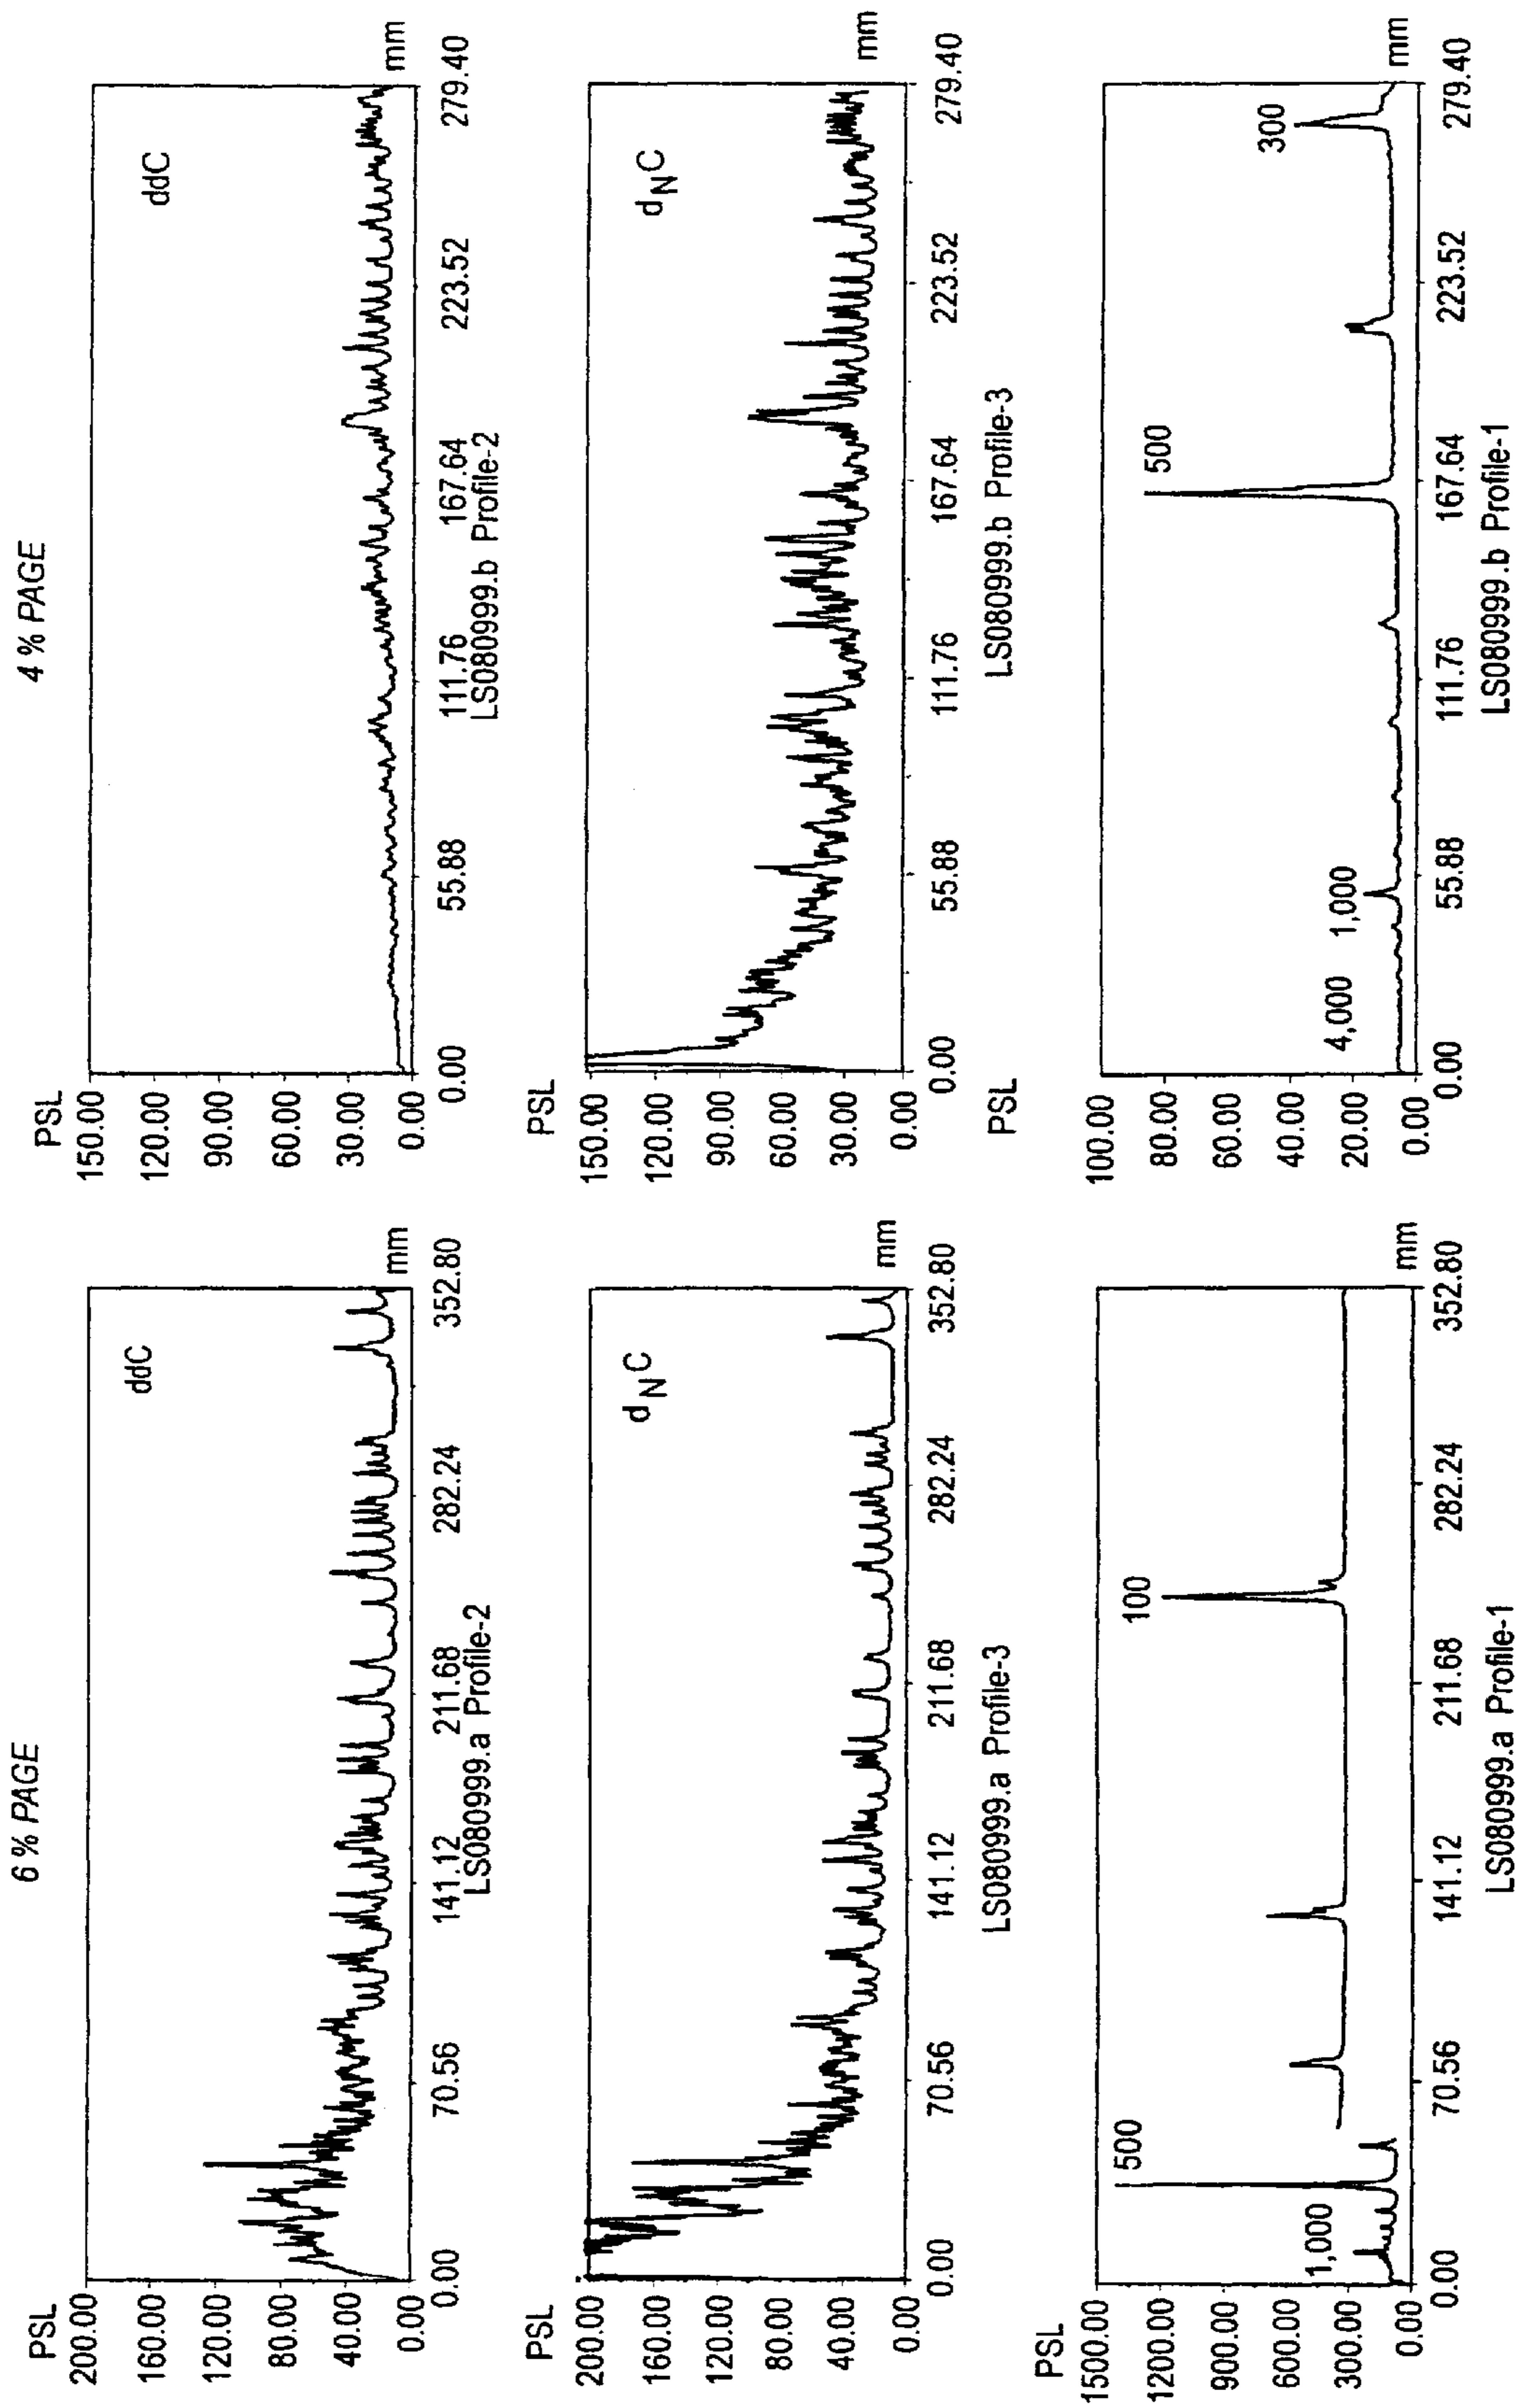 6 % PAGE
PSL
200.00
160.00
120.00
80.00
40.00
0.00
ddC
mm
0.00 70.56 141.12 211.68 282.24 352.80
LS080999.a Profile-2
PSL
200.00
160.00
80.00
40.00
0.00
dNC
mm
0.00 70.56 141.12 211.68 282.24 352.80
LS080999.a Profile-3
PSL
1500.00
1200.00
900.00
600.00
300.00
0.00
1,000
500
100
mm
0.00 70.56 141.12 211.68 282.24 352.80
LS080999.a Profile-1
4 % PAGE
PSL
150.00
120.00
90.00
60.00
30.00
0.00
ddC
mm
0.00 55.88 111.76 167.64 223.52 279.40
LS080999.b Profile-2
PSL
150.00
120.00
90.00
60.00
30.00
0.00
dNC
mm
0.00 55.88 111.76 167.64 223.52 279.40
LS080999.b Profile-3
PSL
100.00
80.00
60.00
40.00
20.00
0.00
4,000
1,000
500
300
mm
0.00 55.88 111.76 167.64 223.52 279.40
LS080999.b Profile-1